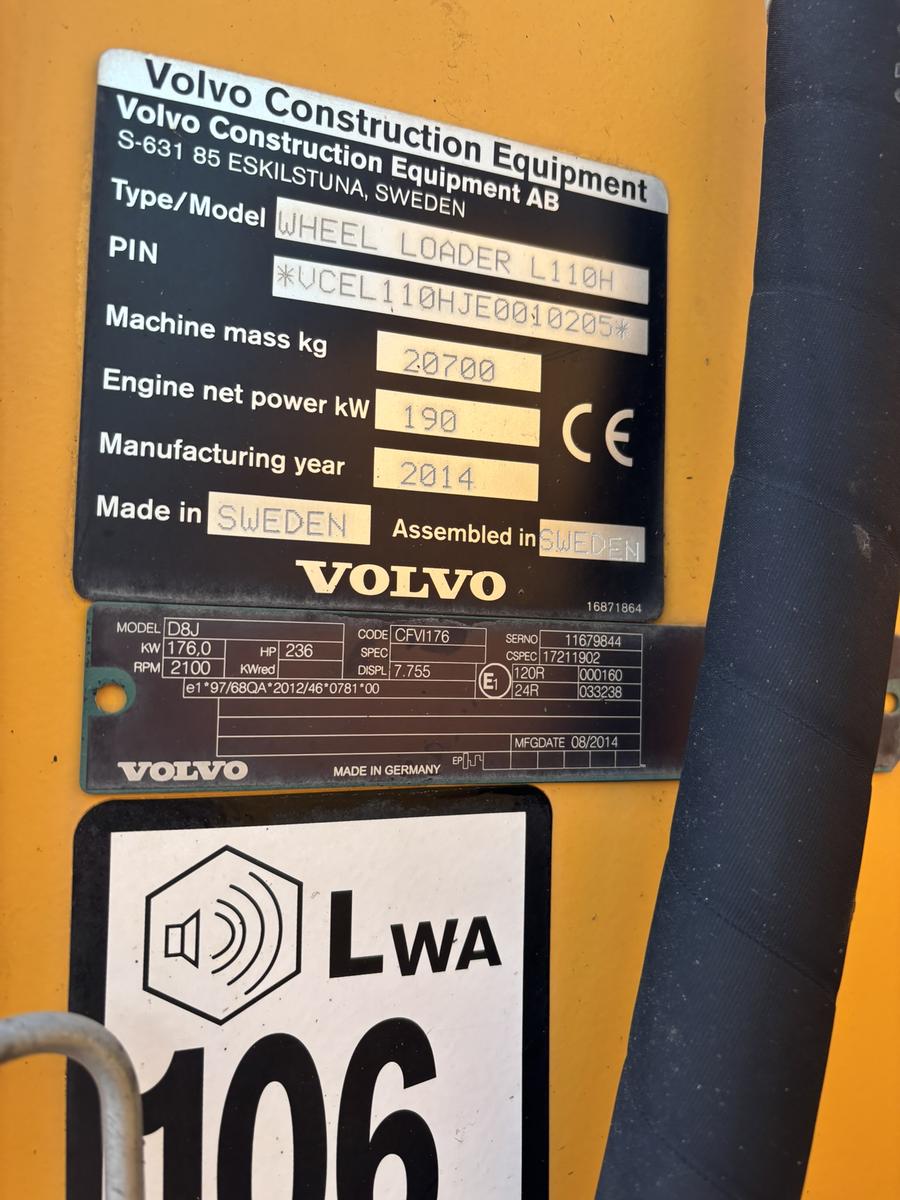 Volvo Construction Equipment
Volvo Construction Equipment AB
S-631 85 ESKILSTUNA, SWEDEN
Type/Model WHEEL LOADER L110H
PIN *VCEL110HJE0010205*
Machine mass kg 20700
Engine net power kW 190
CE
Manufacturing year 2014
Made in SWEDEN Assembled in SWEDEN
VOLVO
16871864
MODEL D8J CODE CFVI176 SERNO 11679844
KW 176,0 HP 236 SPEC CSPEC 17211902
RPM 2100 KWred DISPL 7.755 E1 120R 000160
e1*97/68QA*2012/46*0781*00 24R 033238
MFGDATE 08/2014
VOLVO MADE IN GERMANY EP
LWA
106